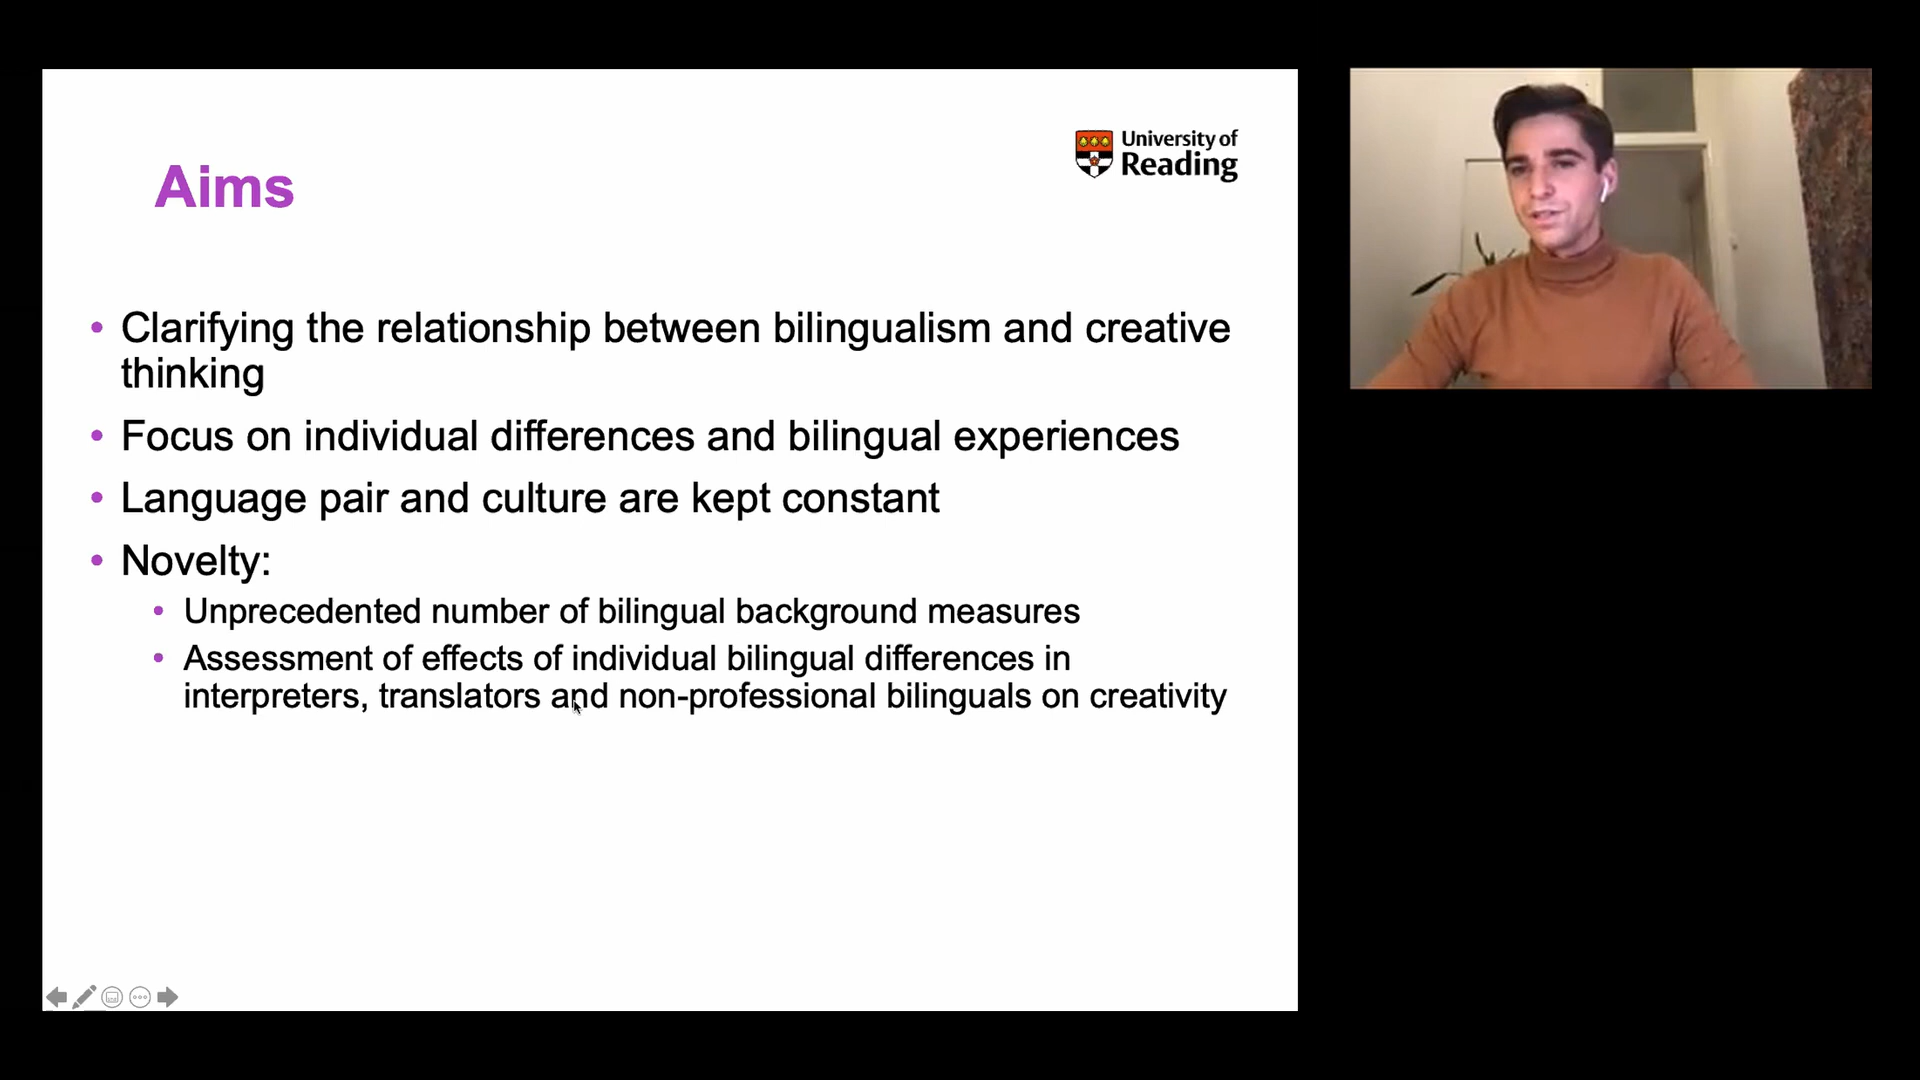 University of
Reading
Aims
• Clarifying the relationship between bilingualism and creative
thinking
• Focus on individual differences and bilingual experiences
• Language pair and culture are kept constant
• Novelty:
• Unprecedented number of bilingual background measures
• Assessment of effects of individual bilingual differences in
interpreters, translators and non-professional bilinguals on creativity